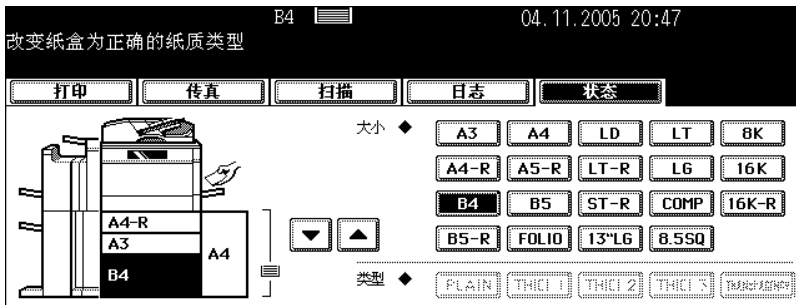 B4 04.11.2005 20:47
改变纸盒为正确的纸质类型
打印 传真 扫描 日志 状态
大小 ◆ A3 A4 LD LT 8K
A4-R A5-R LT-R LG 16K
B4 B5 ST-R COMP 16K-R
B5-R FOLIO 13"LG 8.5SQ
A4-R
A3
A4
B4
类型 ◆ PLAIN THICK 1 THICK 2 THICK 3 TRANSPARENCY